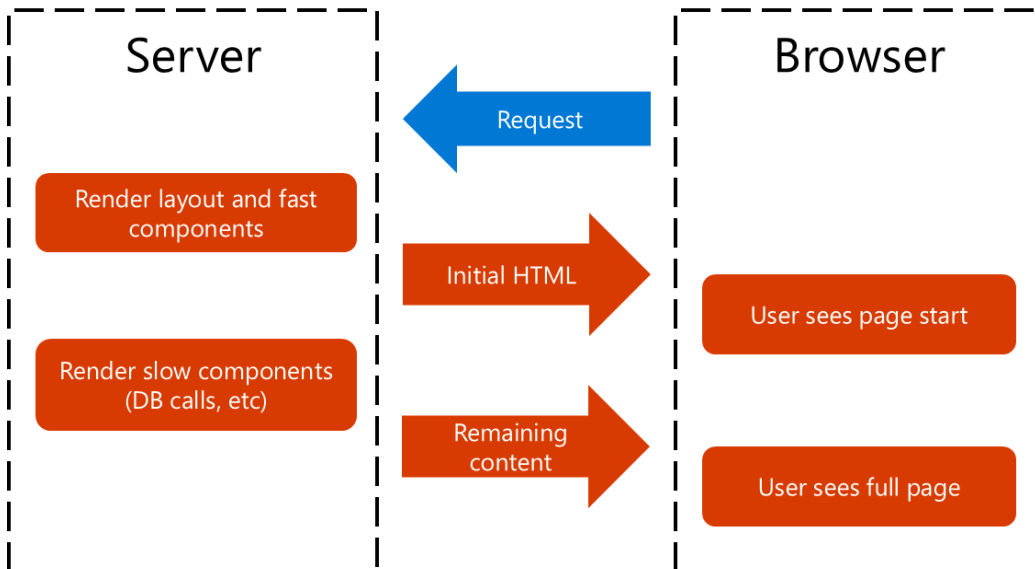 Server
Browser
Request
Render layout and fast
components
Initial HTML
User sees page start
Render slow components
(DB calls, etc)
Remaining
content
User sees full page